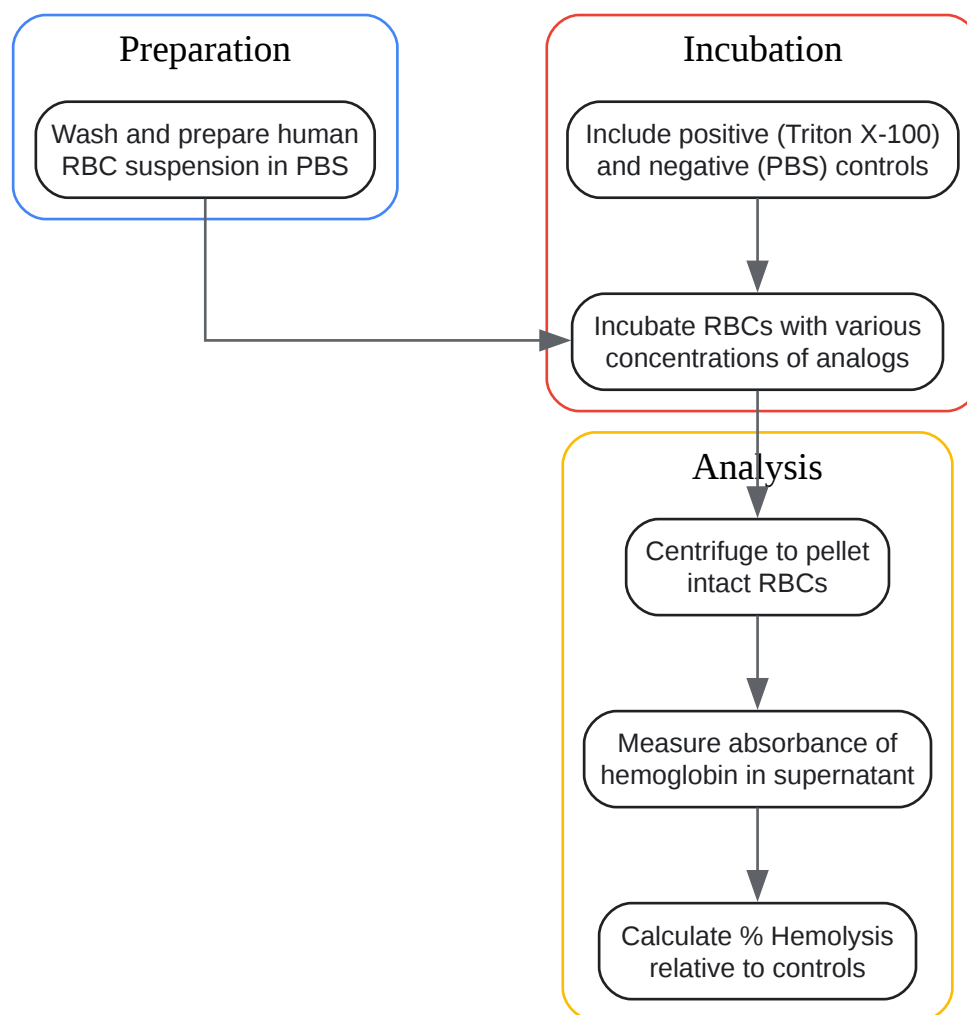 Preparation
Wash and prepare human
RBC suspension in PBS
Incubation
Include positive (Triton X-100)
and negative (PBS) controls
Incubate RBCs with various
concentrations of analogs
Analysis
Centrifuge to pellet
intact RBCs
Measure absorbance of
hemoglobin in supernatant
Calculate % Hemolysis
relative to controls